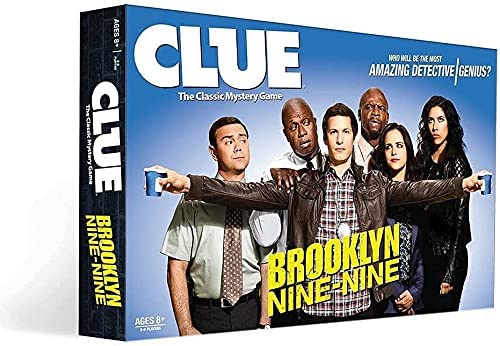 CLUE
The Classic Mystery Game
WHO WILL BE THE MOST
AMAZING DETECTIVE/GENIUS?
BROOKLYN
NINE-NINE
AGES 8+
CLUE
The Classic Mystery Game
BROOKLYN
NINE-NINE
AGES 8+